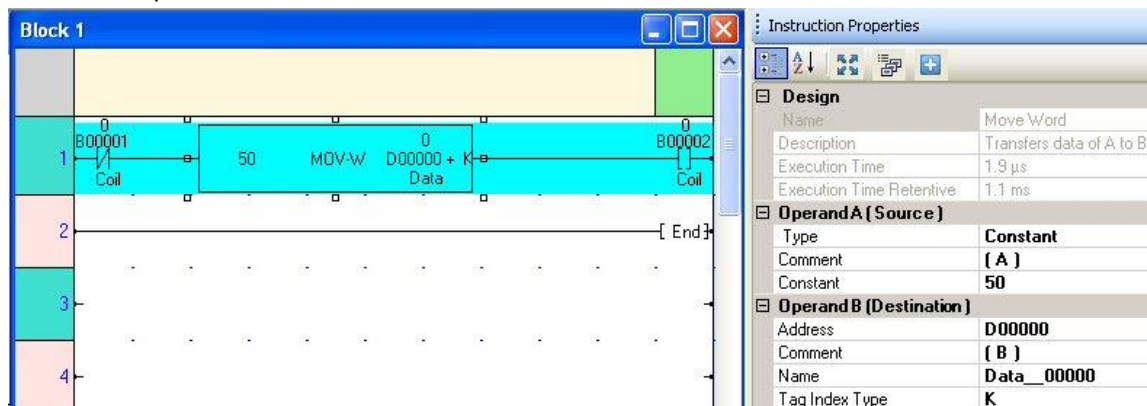 Block 1
0
B00001
Coil
50 MOV-W D00000 + K
0
Data
0
B00002
Coil
1
2
End
3
4
Instruction Properties
Design
Name Move Word
Description Transfers data of A to B
Execution Time 1.9 µs
Execution Time Retentive 1.1 ms
Operand A ( Source )
Type Constant
Comment ( A )
Constant 50
Operand B (Destination )
Address D00000
Comment ( B )
Name Data__00000
Tag Index Type K